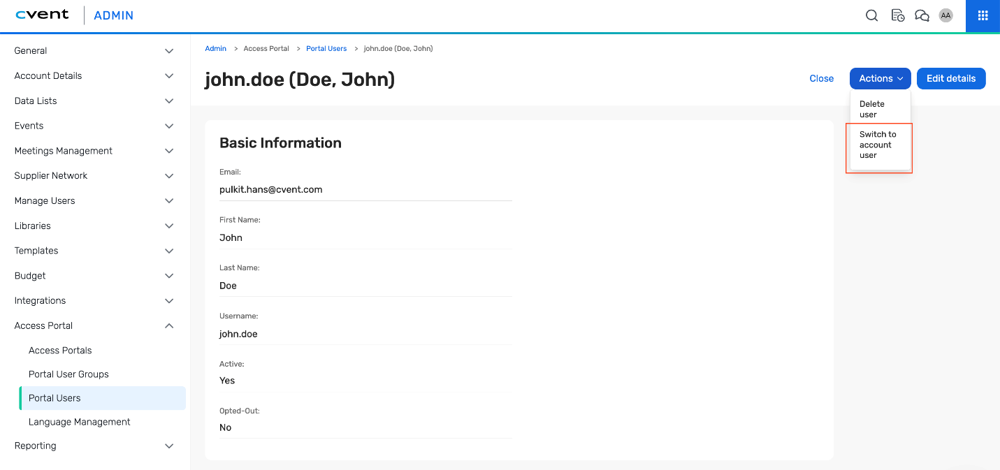 cvent ADMIN AA
General
Account Details
Data Lists
Events
Meetings Management
Supplier Network
Manage Users
Libraries
Templates
Budget
Integrations
Access Portal
Access Portals
Portal User Groups
Portal Users
Language Management
Reporting
Admin > Access Portal > Portal Users > john.doe (Doe, John)
john.doe (Doe, John)
Close Actions Edit details
Delete
user
Switch to
account
user
Basic Information
Email:
pulkit.hans@cvent.com
First Name:
John
Last Name:
Doe
Username:
john.doe
Active:
Yes
Opted-Out:
No